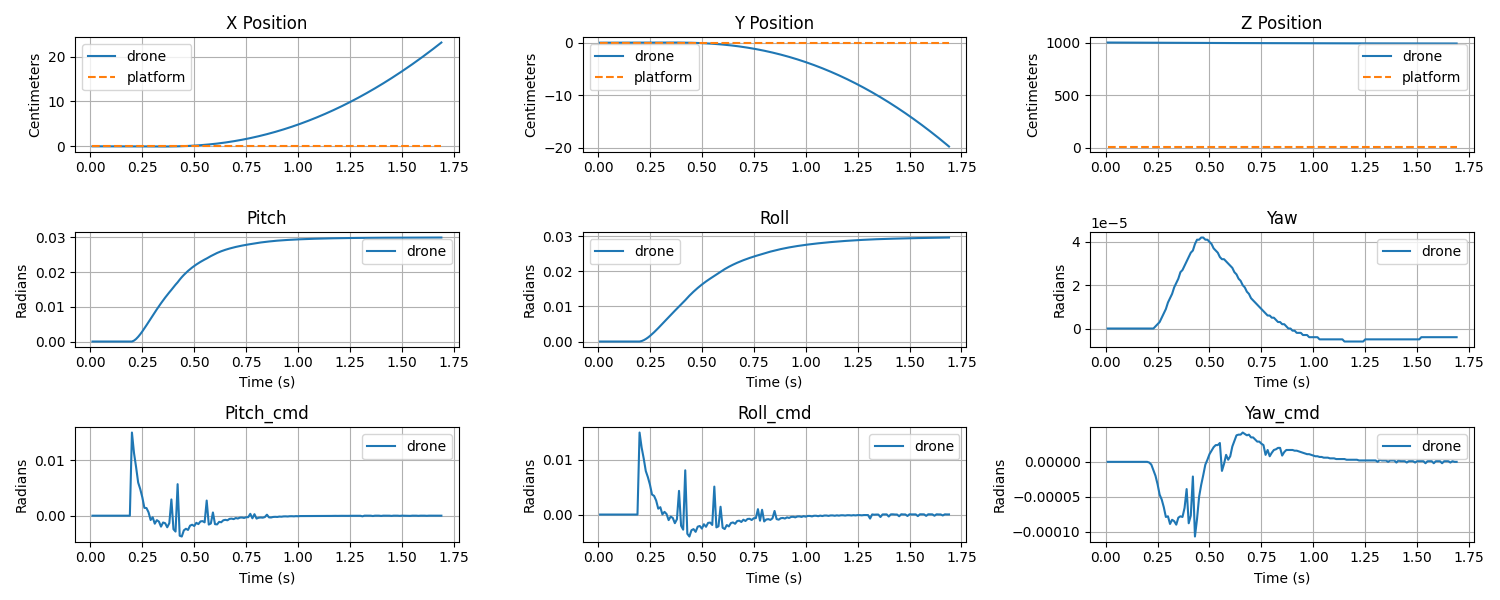 X Position
Y Position
Z Position
Centimeters
20
10
0
drone
platform
0.00 0.25 0.50 0.75 1.00 1.25 1.50 1.75
Centimeters
0
−10
−20
drone
platform
0.00 0.25 0.50 0.75 1.00 1.25 1.50 1.75
Centimeters
1000
500
0
drone
platform
0.00 0.25 0.50 0.75 1.00 1.25 1.50 1.75
Pitch
Roll
Yaw
Radians
0.03
0.02
0.01
0.00
drone
0.00 0.25 0.50 0.75 1.00 1.25 1.50 1.75
Time (s)
Radians
0.03
0.02
0.01
0.00
drone
0.00 0.25 0.50 0.75 1.00 1.25 1.50 1.75
Time (s)
1e−5
Radians
4
2
0
drone
0.00 0.25 0.50 0.75 1.00 1.25 1.50 1.75
Time (s)
Pitch_cmd
Roll_cmd
Yaw_cmd
Radians
0.01
0.00
drone
0.00 0.25 0.50 0.75 1.00 1.25 1.50 1.75
Time (s)
Radians
0.01
0.00
drone
0.00 0.25 0.50 0.75 1.00 1.25 1.50 1.75
Time (s)
Radians
0.00000
−0.00005
−0.00010
drone
0.00 0.25 0.50 0.75 1.00 1.25 1.50 1.75
Time (s)